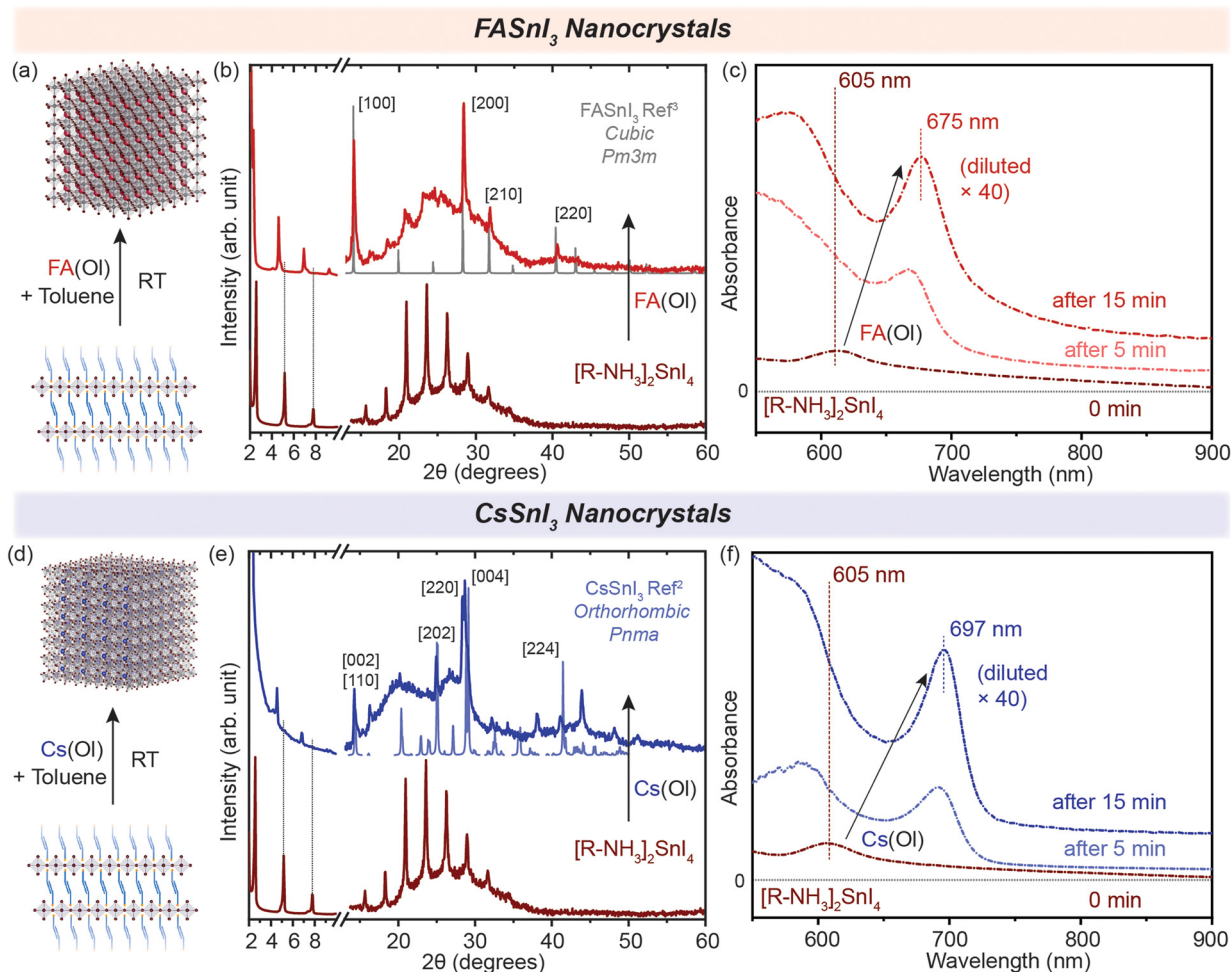 FASnI₃ Nanocrystals
(a)
FA(Ol)
+ Toluene
RT
(b)
Intensity (arb. unit)
[100]
[200]
[210]
[220]
FASnI₃ Ref³
Cubic
Pm3m
FA(Ol)
[R-NH₃]₂SnI₄
2 4 6 8 20 30 40 50 60
2θ (degrees)
(c)
Absorbance
605 nm
675 nm
(diluted
× 40)
after 15 min
FA(Ol)
after 5 min
0
[R-NH₃]₂SnI₄
0 min
600 700 800 900
Wavelength (nm)
CsSnI₃ Nanocrystals
(d)
Cs(Ol)
+ Toluene
RT
(e)
Intensity (arb. unit)
[002]
[110]
[202]
[220]
[004]
[224]
CsSnI₃ Ref²
Orthorhombic
Pnma
Cs(Ol)
[R-NH₃]₂SnI₄
2 4 6 8 20 30 40 50 60
2θ (degrees)
(f)
Absorbance
605 nm
697 nm
(diluted
× 40)
after 15 min
Cs(Ol)
after 5 min
0
[R-NH₃]₂SnI₄
0 min
600 700 800 900
Wavelength (nm)